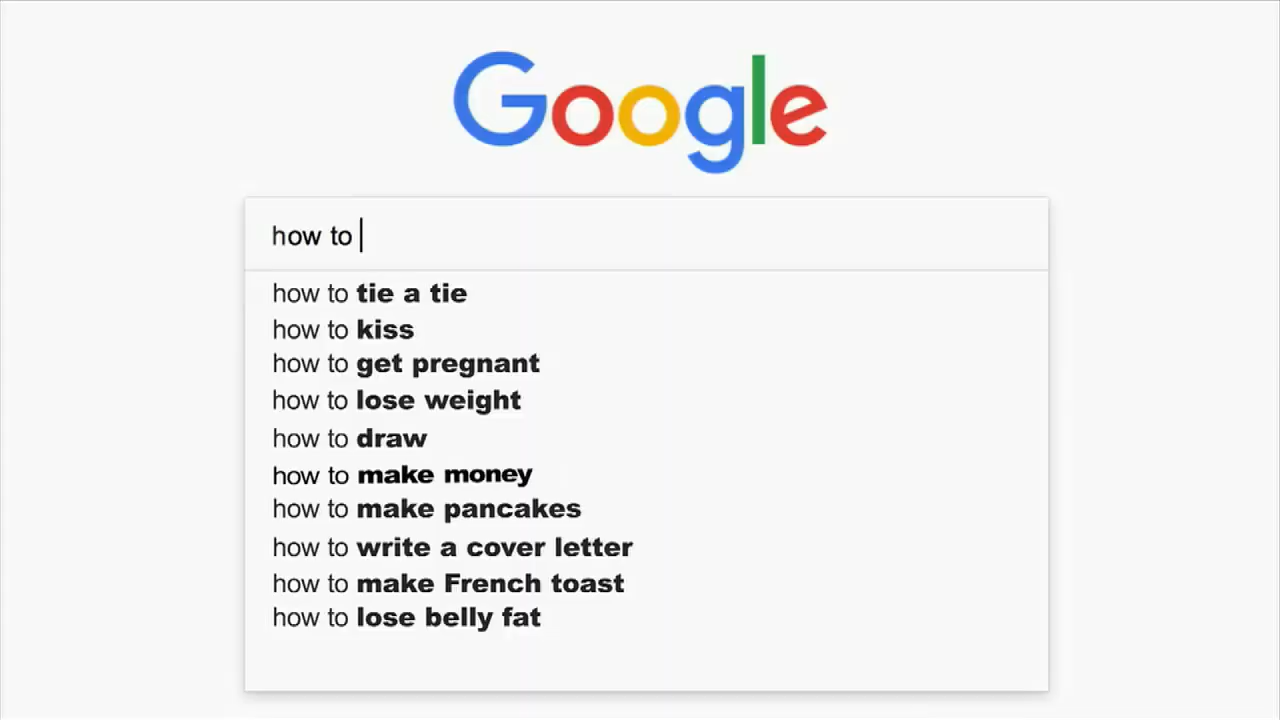 Google
how to
how to tie a tie
how to kiss
how to get pregnant
how to lose weight
how to draw
how to make money
how to make pancakes
how to write a cover letter
how to make French toast
how to lose belly fat